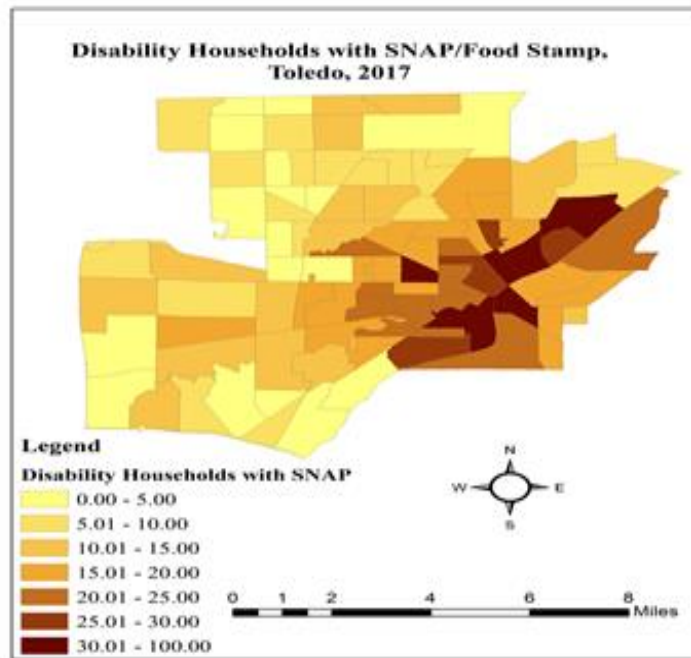 Disability Households with SNAP/Food Stamp,
Toledo, 2017
Legend
Disability Households with SNAP
0.00 - 5.00
5.01 - 10.00
10.01 - 15.00
15.01 - 20.00
20.01 - 25.00
25.01 - 30.00
30.01 - 100.00
N
W E
S
0 1 2 4 6 8
Miles